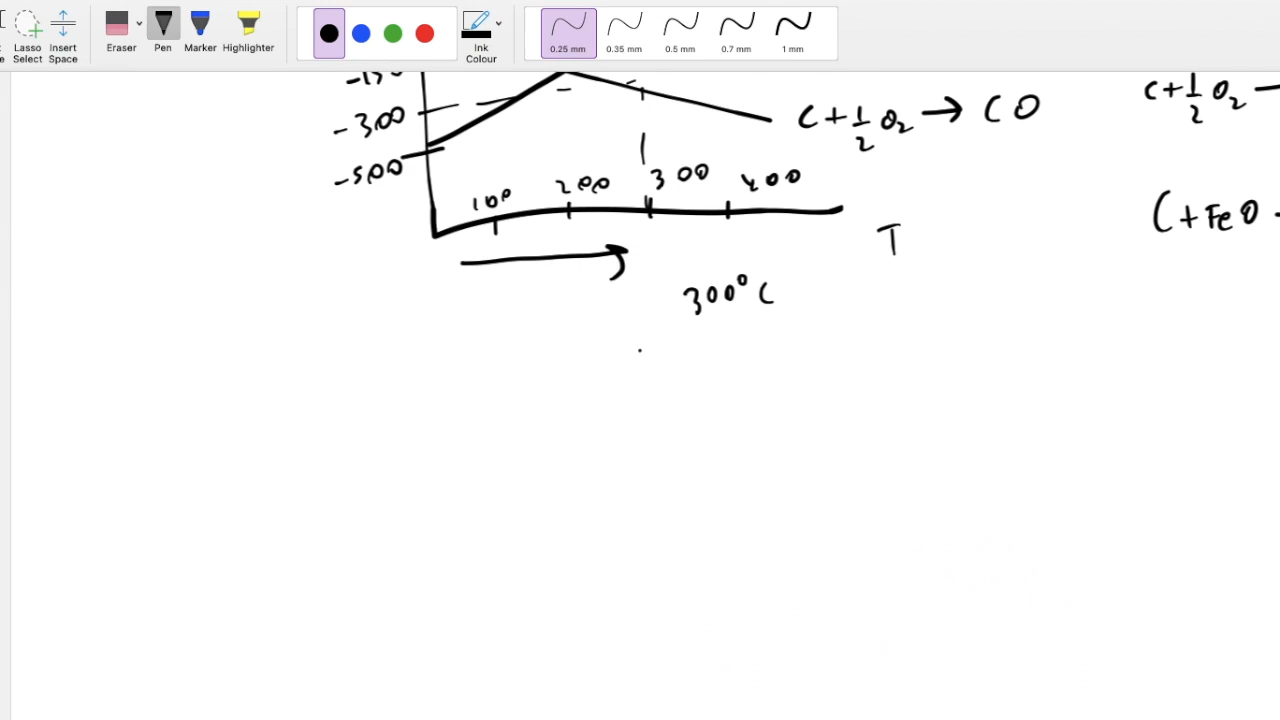 Lasso Select
Insert Space
Eraser
Pen
Marker
Highlighter
Ink Colour
0.25 mm
0.35 mm
0.5 mm
0.7 mm
1 mm
-300
-500
C + 1/2 O2 → CO
C + 1/2 O2 —
100
200
300
400
T
C + FeO
300° C